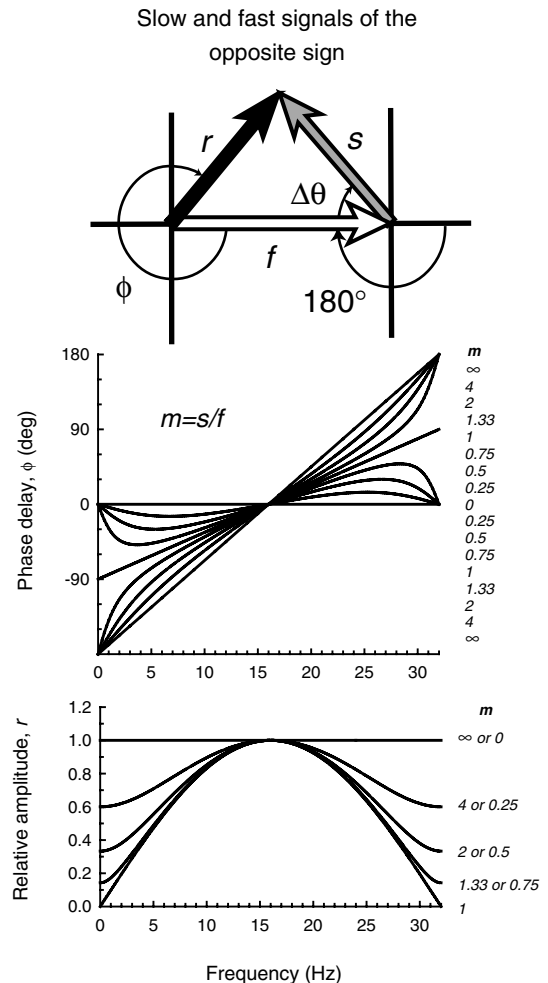 Slow and fast signals of the
opposite sign
r
s
Δθ
f
ϕ
180°
180
90
0
-90
0 5 10 15 20 25 30
Phase delay, ϕ (deg)
m=s/f
m
∞
4
2
1.33
1
0.75
0.5
0.25
0
0.25
0.5
0.75
1
1.33
2
4
∞
1.2
1.0
0.8
0.6
0.4
0.2
0.0
0 5 10 15 20 25 30
Relative amplitude, r
m
∞ or 0
4 or 0.25
2 or 0.5
1.33 or 0.75
1
Frequency (Hz)